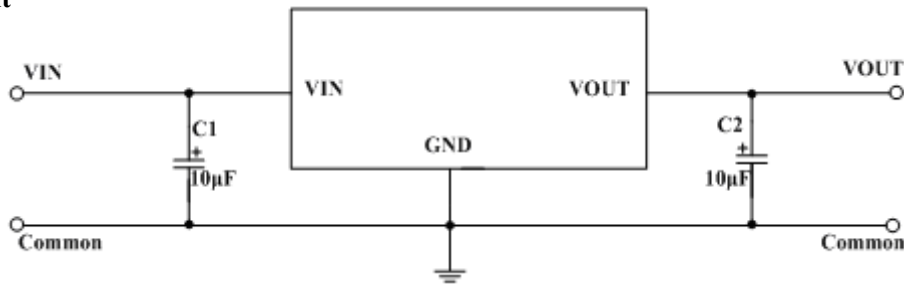 VIN
VOUT
VIN
VOUT
C1
+
C2
+
GND
10μF
10μF
Common
Common